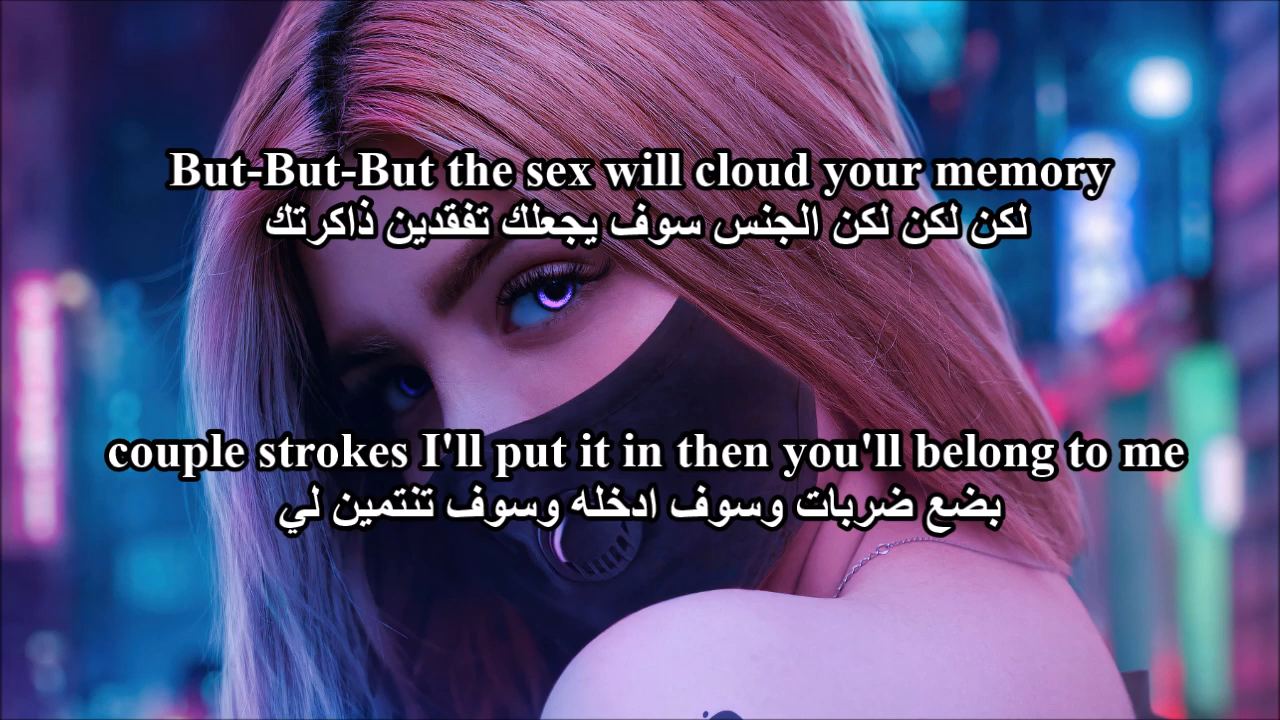 But-But-But the sex will cloud your memory
لكن لكن لكن الجنس سوف يجعلك تفقدين ذاكرتك
couple strokes I'll put it in then you'll belong to me
بضع ضربات وسوف ادخله وسوف تنتمين لي